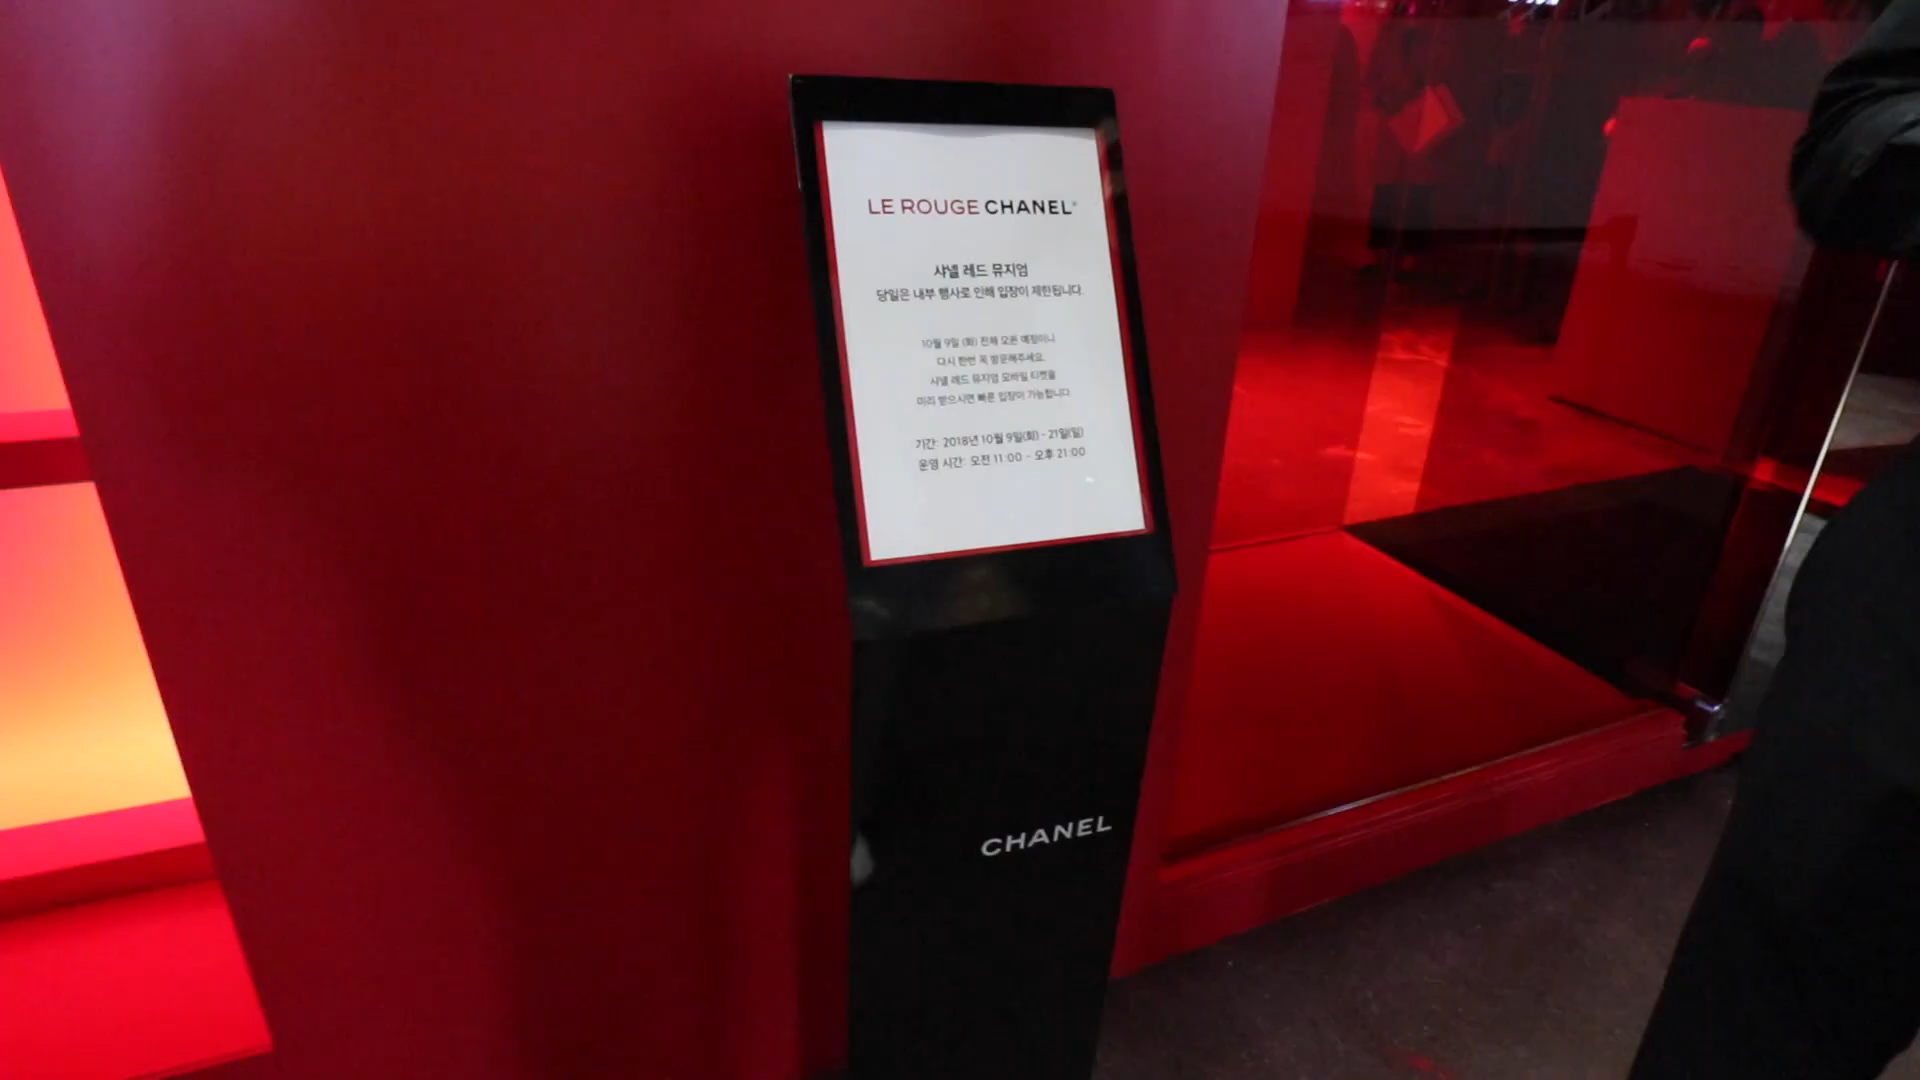 LE ROUGE CHANEL
샤넬 레드 뮤지엄
당일은 내부 행사로 인해 입장이 제한됩니다.
10월 9일 (화) 전체 오픈 예정이니
다시 한번 꼭 방문해주세요.
샤넬 레드 뮤지엄 모바일 티켓을
미리 받으시면 빠른 입장이 가능합니다.
기간: 2018년 10월 9일(화) - 21일(일)
운영 시간: 오전 11:00 - 오후 21:00
CHANEL